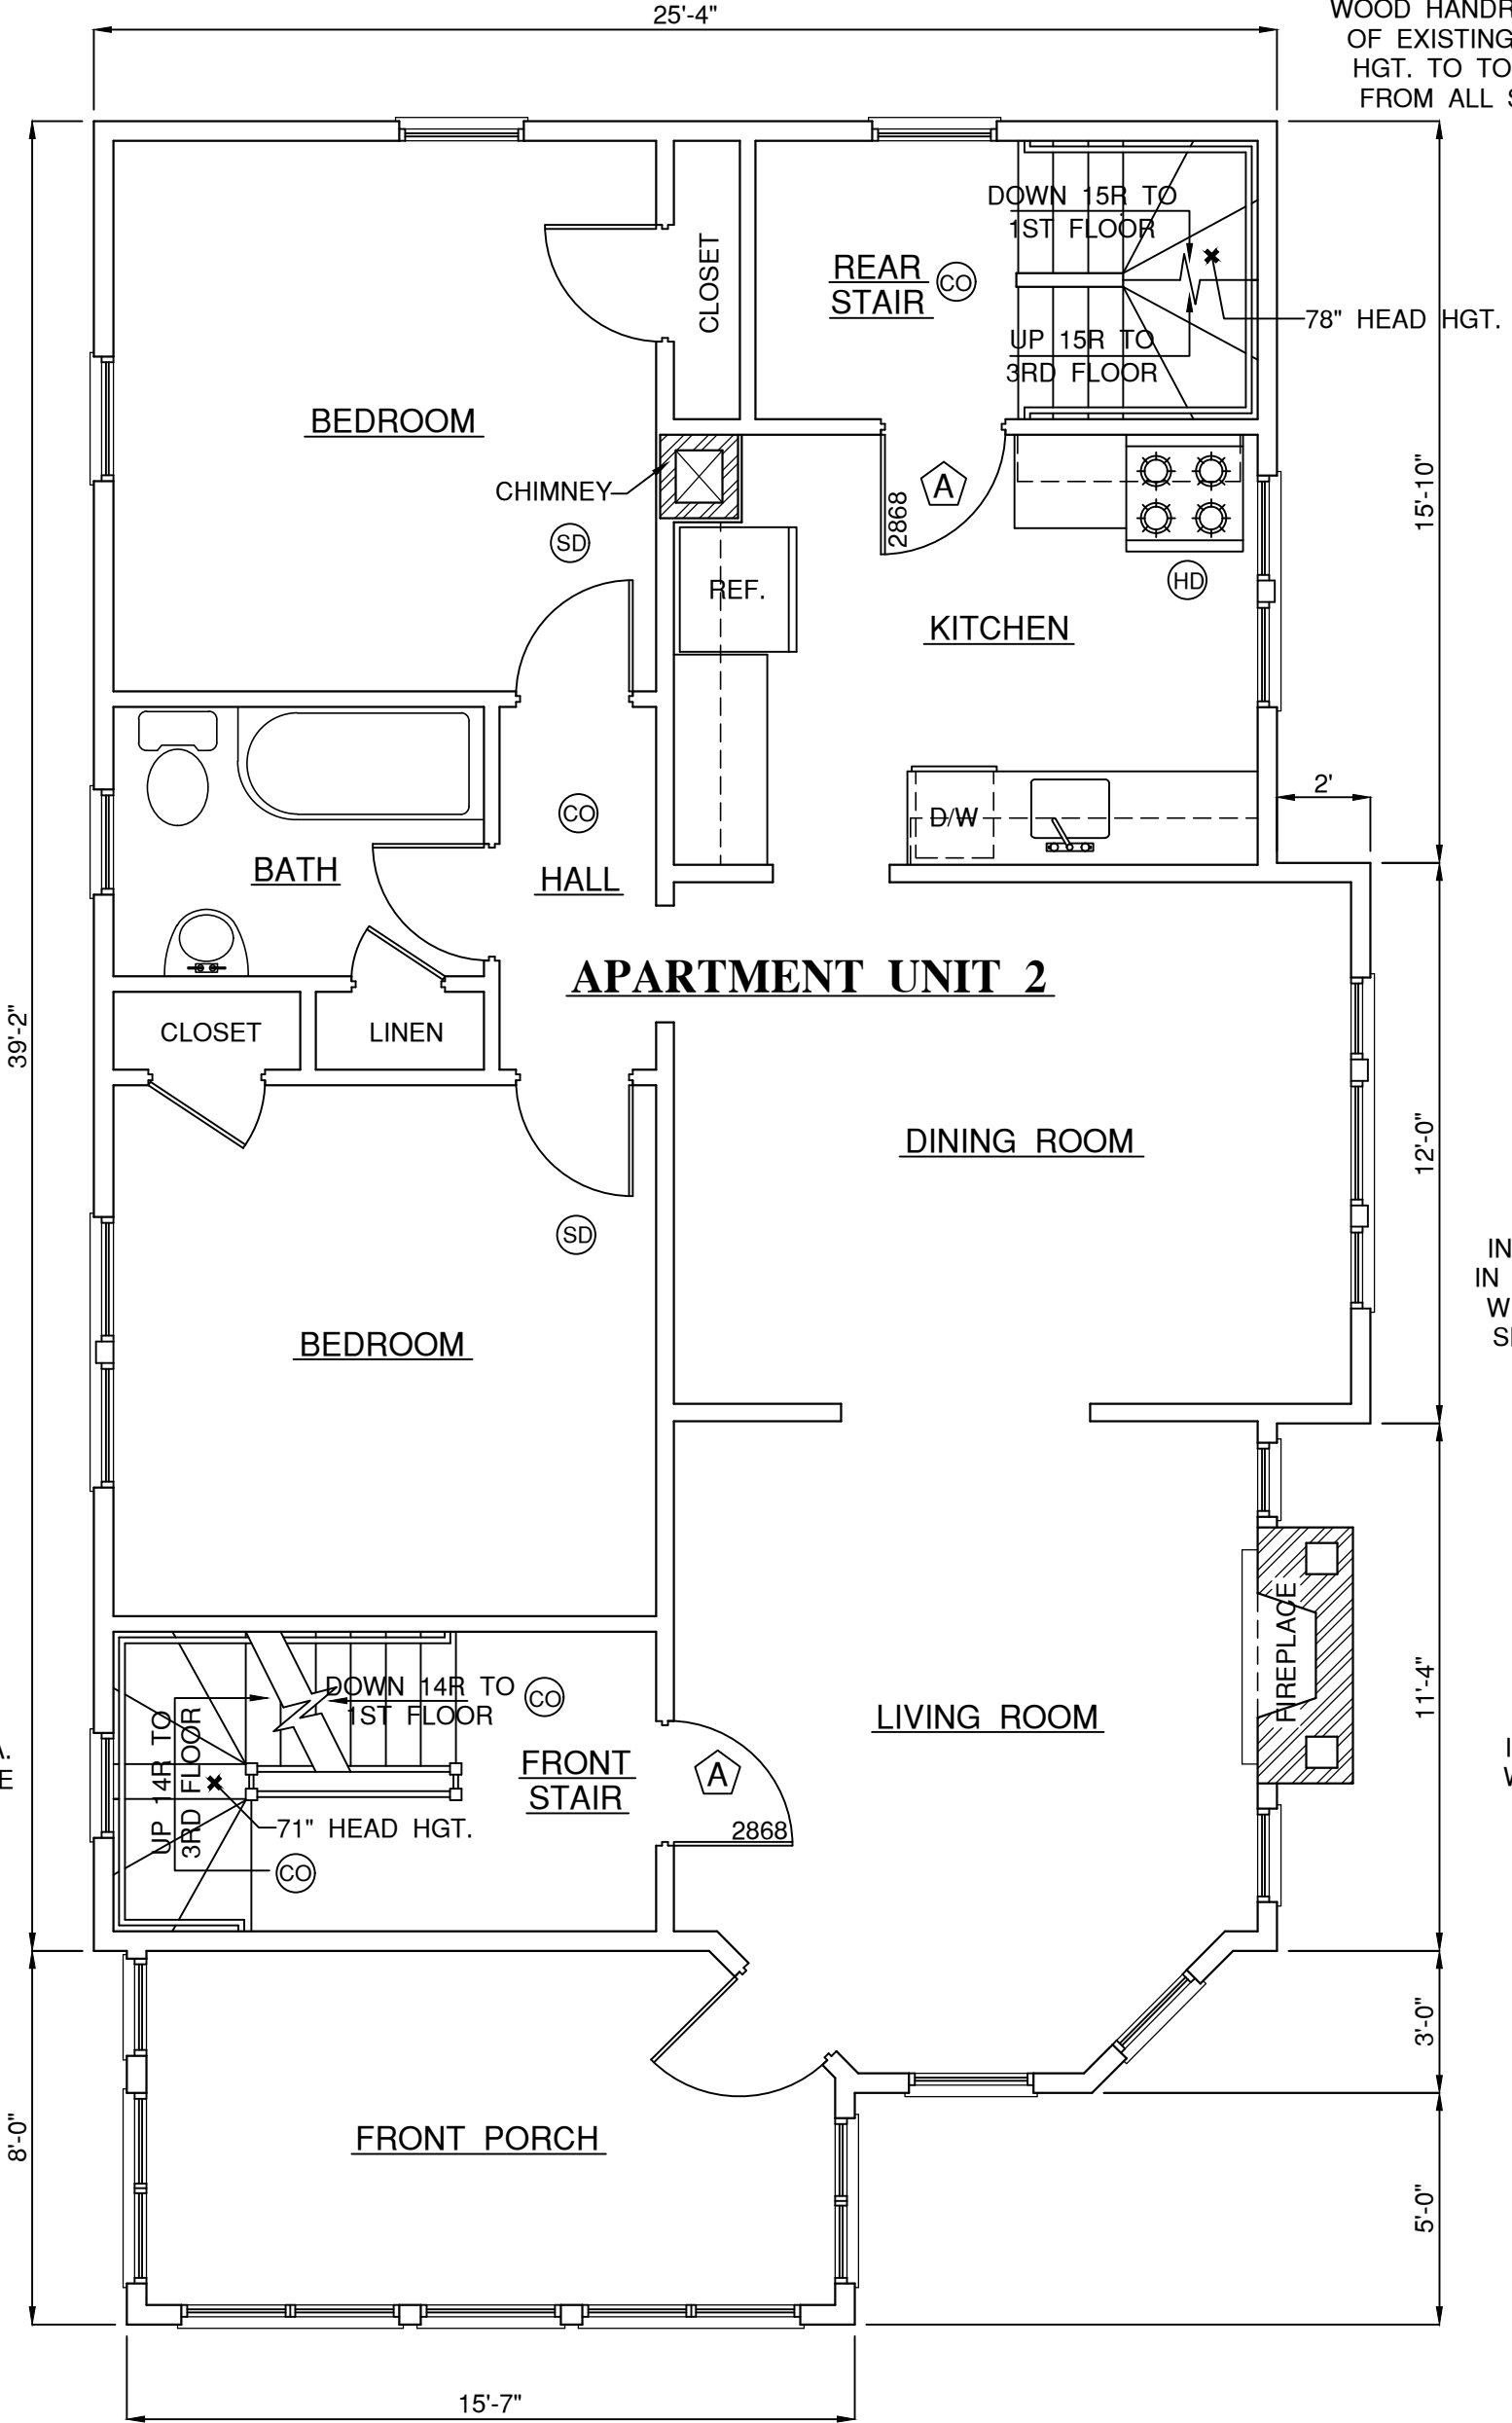 25'-4"
WOOD HANDR
OF EXISTING
HGT. TO TO
FROM ALL S
DOWN 15R TO
1ST FLOOR
REAR
STAIR
CO
CLOSET
78" HEAD HGT.
UP 15R TO
3RD FLOOR
BEDROOM
CHIMNEY
A
2868
15'-10"
SD
HD
REF.
KITCHEN
2'
CO
D/W
BATH
HALL
APARTMENT UNIT 2
39'-2"
CLOSET
LINEN
DINING ROOM
12'-0"
SD
IN
IN
W
S
BEDROOM
FIREPLACE
11'-4"
DOWN 14R TO
1ST FLOOR
CO
LIVING ROOM
UP 14R TO
3RD FLOOR
FRONT
STAIR
A
71" HEAD HGT.
2868
CO
A.
E
I
W
3'-0"
FRONT PORCH
8'-0"
5'-0"
15'-7"